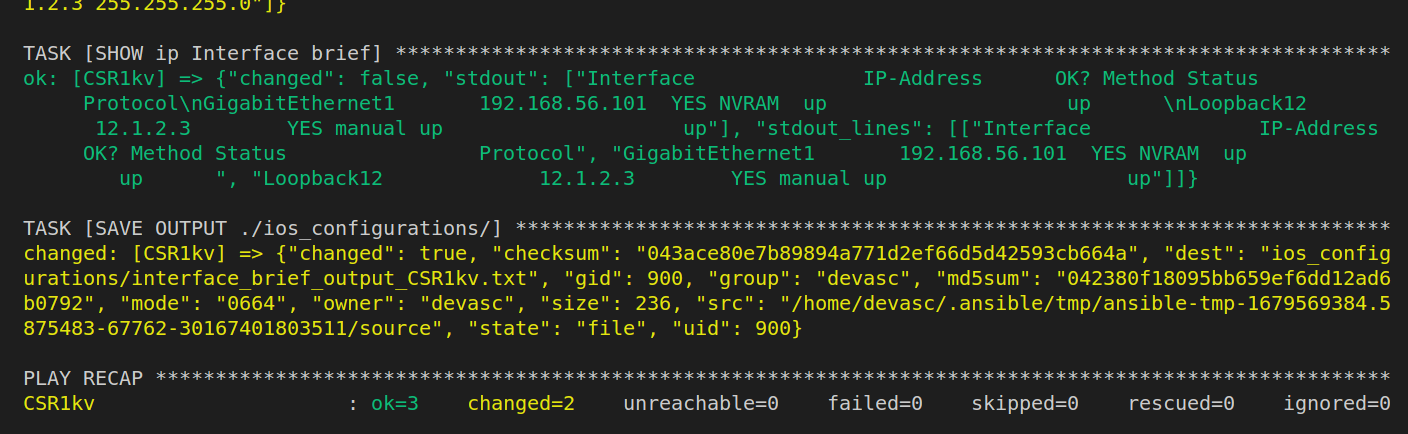 1.2.3 255.255.255.0"]}
TASK [SHOW ip Interface brief] ***********************************************************************************
ok: [CSR1kv] => {"changed": false, "stdout": ["Interface              IP-Address      OK? Method Status
     Protocol\nGigabitEthernet1       192.168.56.101  YES NVRAM  up                    up      \nLoopback12
      12.1.2.3        YES manual up                    up"], "stdout_lines": [["Interface              IP-Address
     OK? Method Status                Protocol", "GigabitEthernet1       192.168.56.101  YES NVRAM  up
        up      ", "Loopback12             12.1.2.3        YES manual up                    up"]]}
TASK [SAVE OUTPUT ./ios_configurations/] *************************************************************************
changed: [CSR1kv] => {"changed": true, "checksum": "043ace80e7b89894a771d2ef66d5d42593cb664a", "dest": "ios_config
urations/interface_brief_output_CSR1kv.txt", "gid": 900, "group": "devasc", "md5sum": "042380f18095bb659ef6dd12ad6
b0792", "mode": "0664", "owner": "devasc", "size": 236, "src": "/home/devasc/.ansible/tmp/ansible-tmp-1679569384.5
875483-67762-30167401803511/source", "state": "file", "uid": 900}
PLAY RECAP *******************************************************************************************************
CSR1kv                     : ok=3    changed=2    unreachable=0    failed=0    skipped=0    rescued=0    ignored=0